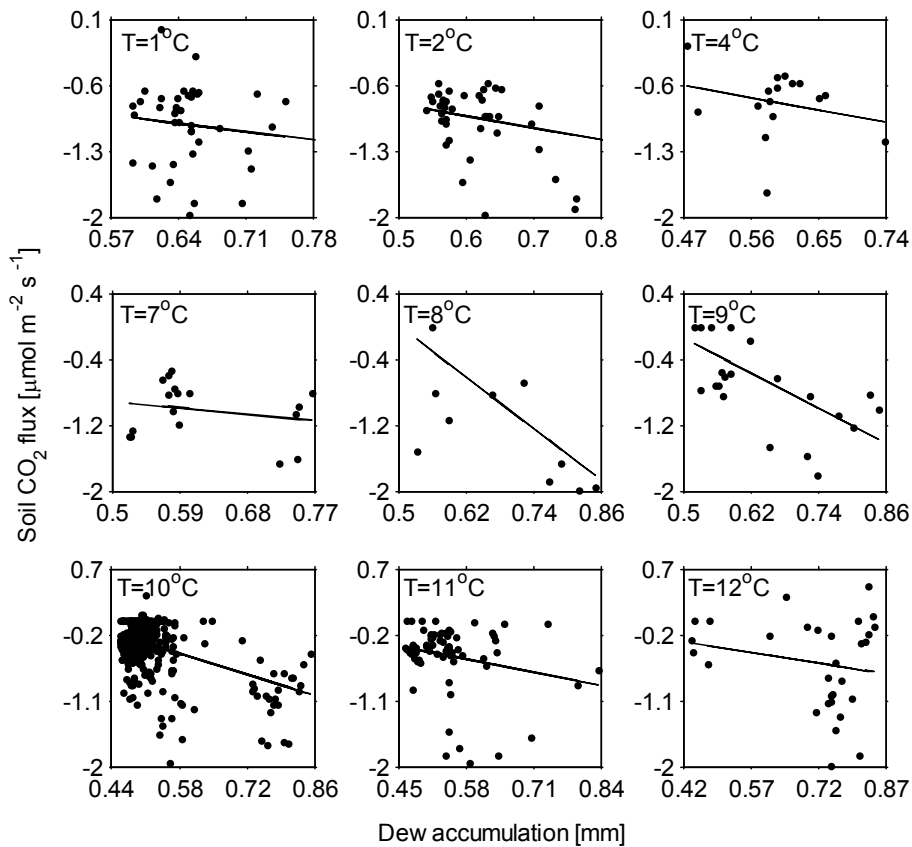 T=1°C
T=2°C
T=4°C
0.1 0.1 0.1
-0.6 -0.6 -0.6
-1.3 -1.3 -1.3
-2 -2 -2
0.57 0.64 0.71 0.78 0.5 0.6 0.7 0.8 0.47 0.56 0.65 0.74
T=7°C
T=8°C
T=9°C
0.4 0.4 0.4
-0.4 -0.4 -0.4
-1.2 -1.2 -1.2
-2 -2 -2
0.5 0.59 0.68 0.77 0.5 0.62 0.74 0.86 0.5 0.62 0.74 0.86
T=10°C
T=11°C
T=12°C
0.7 0.7 0.7
-0.2 -0.2 -0.2
-1.1 -1.1 -1.1
-2 -2 -2
0.44 0.58 0.72 0.86 0.45 0.58 0.71 0.84 0.42 0.57 0.72 0.87
Soil CO₂ flux [μmol m⁻² s⁻¹]
Dew accumulation [mm]